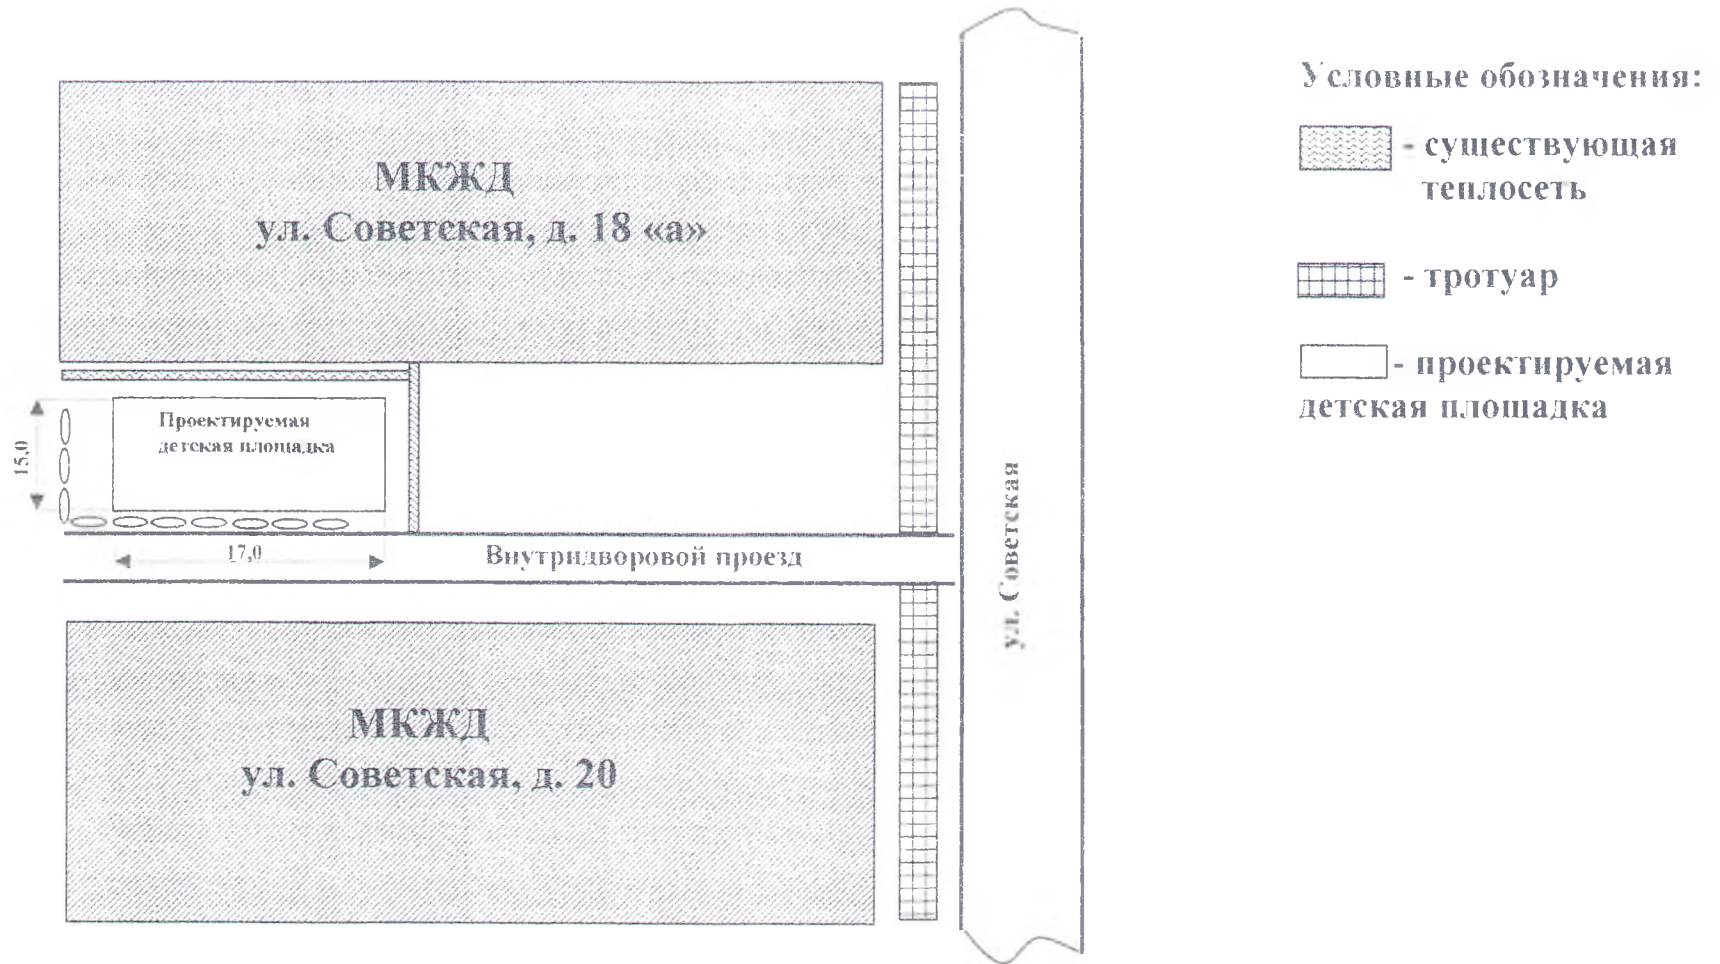 МКЖД
ул. Советская, д. 18 «а»
Проектируемая
детская площадка
15,0
17,0
Внутридворовой проезд
ул. Советская
МКЖД
ул. Советская, д. 20
Условные обозначения:
- существующая
теплосеть
- тротуар
- проектируемая
детская площадка